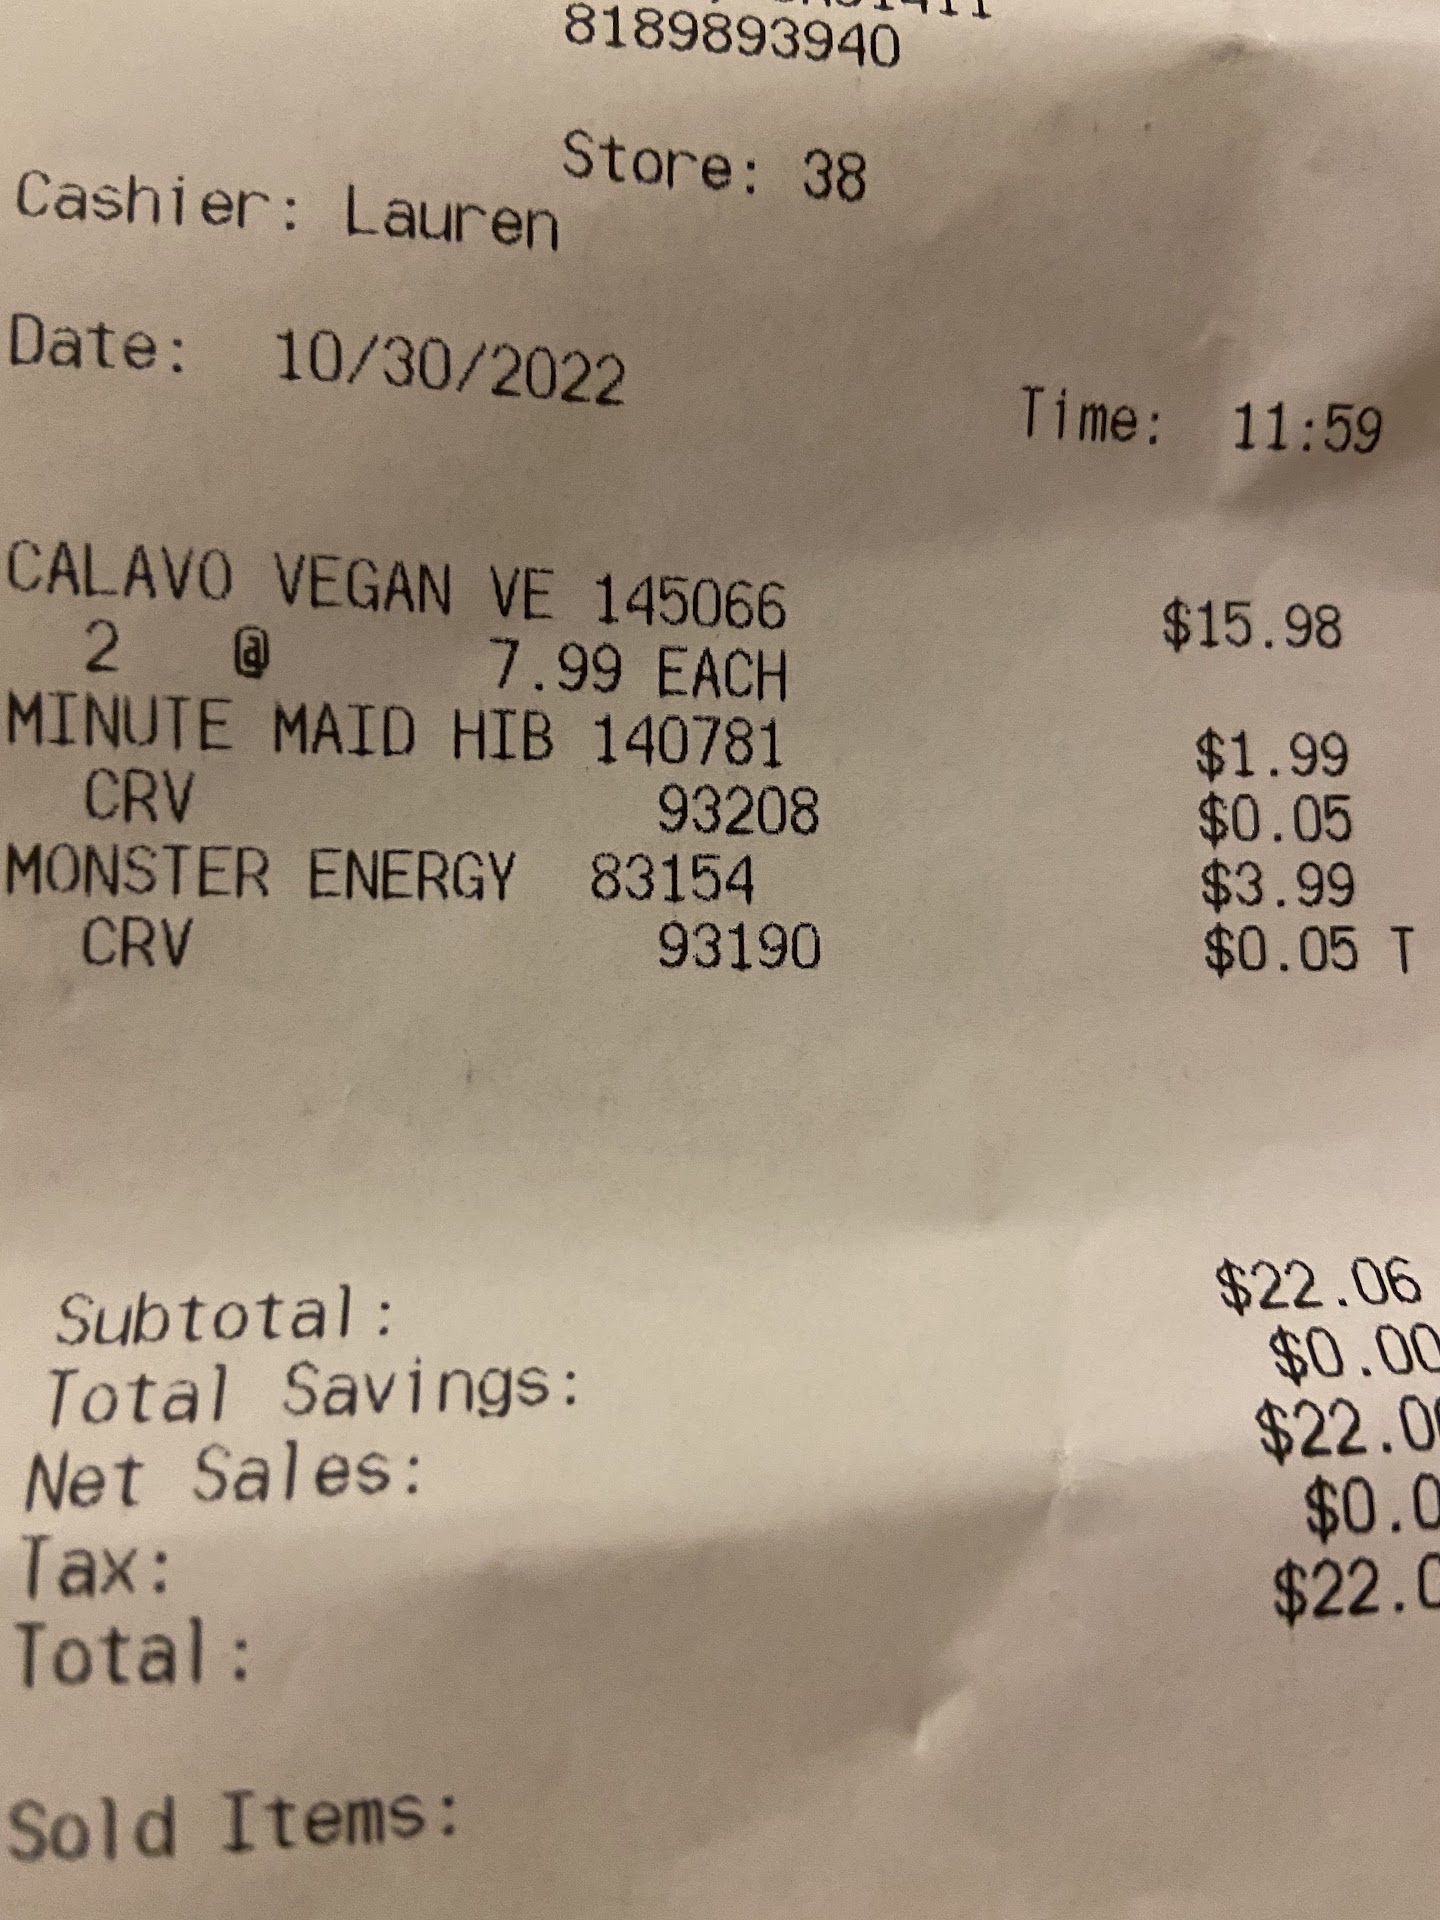 8189893940
Store: 38
Cashier: Lauren
Date: 10/30/2022
Time: 11:59
CALAVO VEGAN VE 145066 $15.98
2 @ 7.99 EACH
MINUTE MAID HIB 140781 $1.99
CRV 93208 $0.05
MONSTER ENERGY 83154 $3.99
CRV 93190 $0.05 T
Subtotal: $22.06
Total Savings: $0.00
Net Sales:
Tax:
Total:
Sold Items: